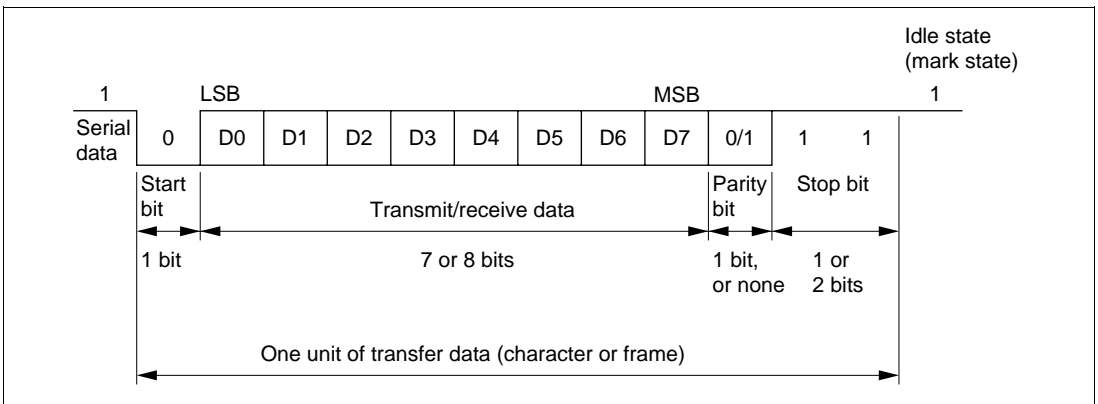 Idle state
(mark state)
1 LSB MSB 1
Serial
data
0 D0 D1 D2 D3 D4 D5 D6 D7 0/1 1 1
Start
bit
Transmit/receive data
Parity
bit
Stop bit
1 bit
7 or 8 bits
1 bit,
or none
1 or
2 bits
One unit of transfer data (character or frame)